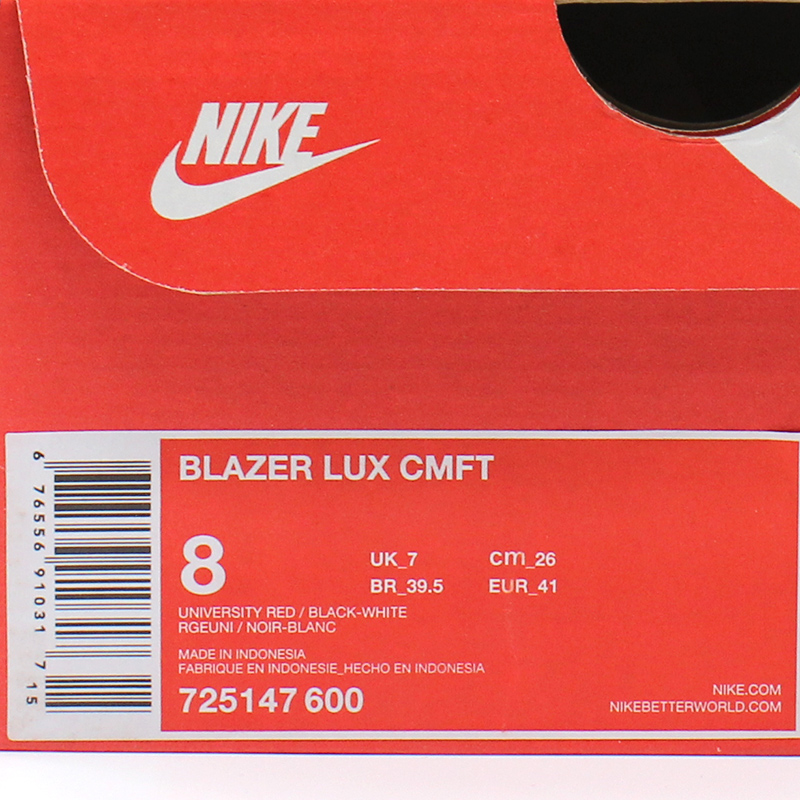 NIKE
6 76556 91031 7 15
BLAZER LUX CMFT
8
UK_7 cm_26
BR_39.5 EUR_41
UNIVERSITY RED / BLACK-WHITE
RGEUNI / NOIR-BLANC
MADE IN INDONESIA
FABRIQUE EN INDONESIE_HECHO EN INDONESIA
725147 600
NIKE.COM
NIKEBETTERWORLD.COM